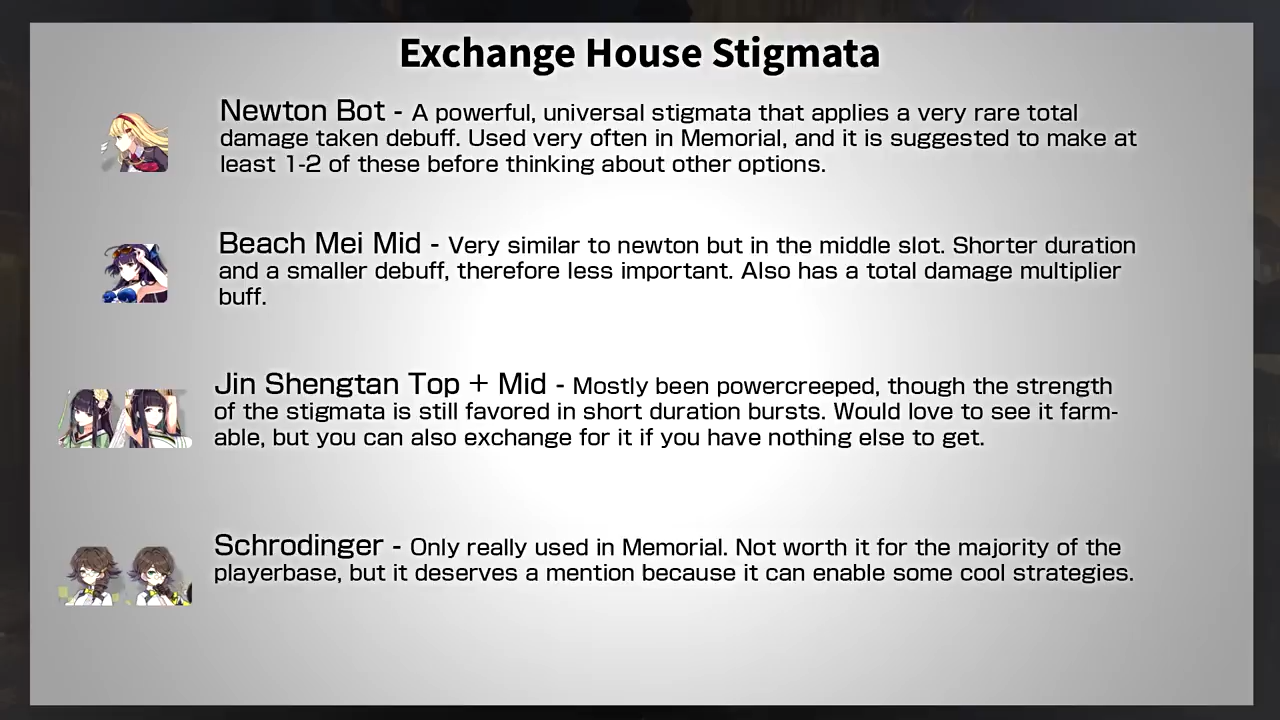 Exchange House Stigmata
Newton Bot - A powerful, universal stigmata that applies a very rare total
damage taken debuff. Used very often in Memorial, and it is suggested to make at
least 1-2 of these before thinking about other options.
Beach Mei Mid - Very similar to newton but in the middle slot. Shorter duration
and a smaller debuff, therefore less important. Also has a total damage multiplier
buff.
Jin Shengtan Top + Mid - Mostly been powercreeped, though the strength
of the stigmata is still favored in short duration bursts. Would love to see it farm-
able, but you can also exchange for it if you have nothing else to get.
Schrodinger - Only really used in Memorial. Not worth it for the majority of the
playerbase, but it deserves a mention because it can enable some cool strategies.